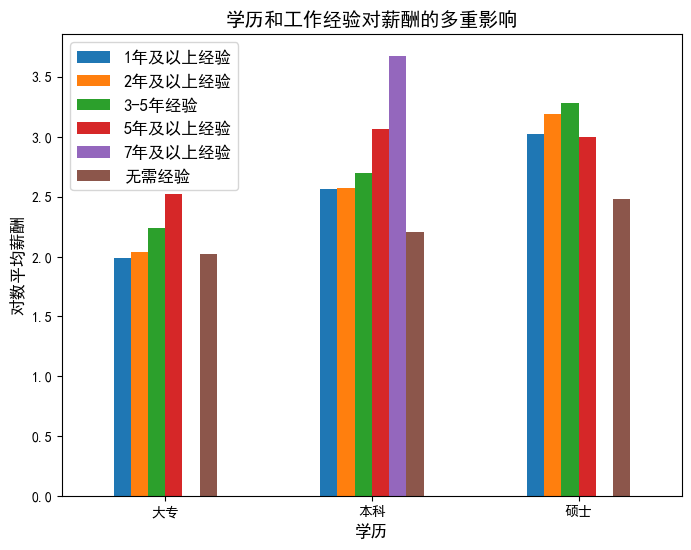 学历和工作经验对薪酬的多重影响
1年及以上经验
2年及以上经验
3-5年经验
5年及以上经验
7年及以上经验
无需经验
对数平均薪酬
3.5
3.0
2.5
2.0
1.5
1.0
0.5
0.0
大专
本科
硕士
学历